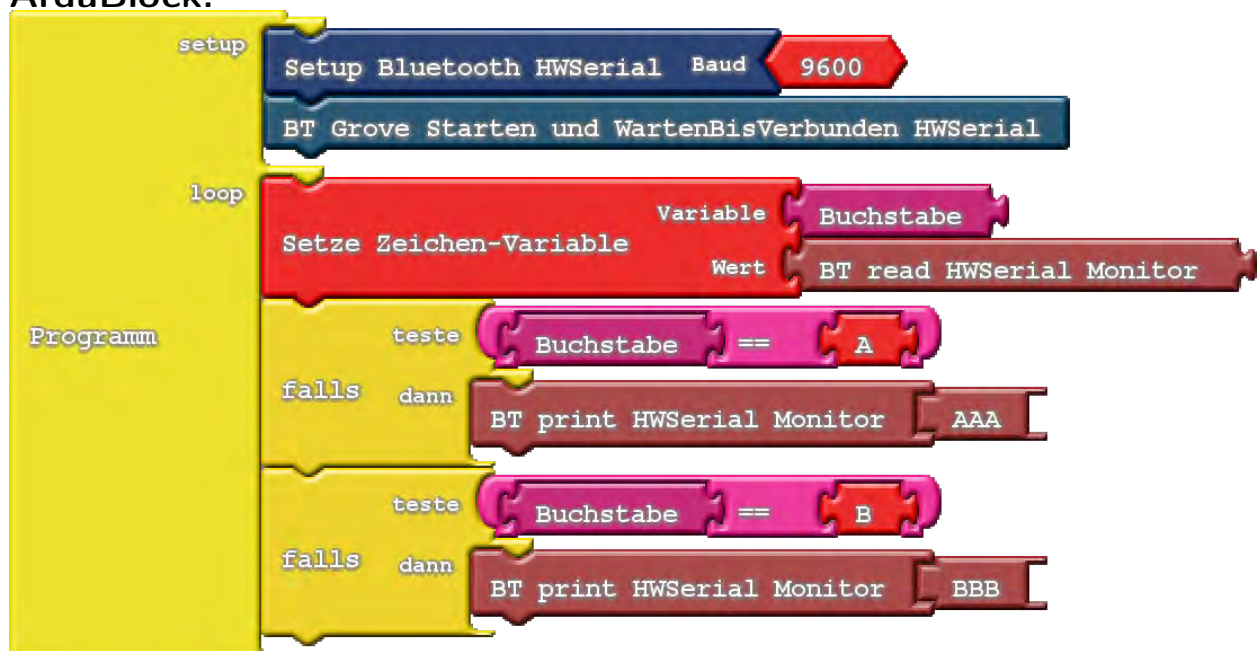 ArduBlock:
setup
Setup Bluetooth HWSerial Baud 9600
BT Grove Starten und WartenBisVerbunden HWSerial
loop
Variable Buchstabe
Setze Zeichen-Variable
Wert BT read HWSerial Monitor
Programm
teste Buchstabe == A
falls dann
BT print HWSerial Monitor AAA
teste Buchstabe == B
falls dann
BT print HWSerial Monitor BBB